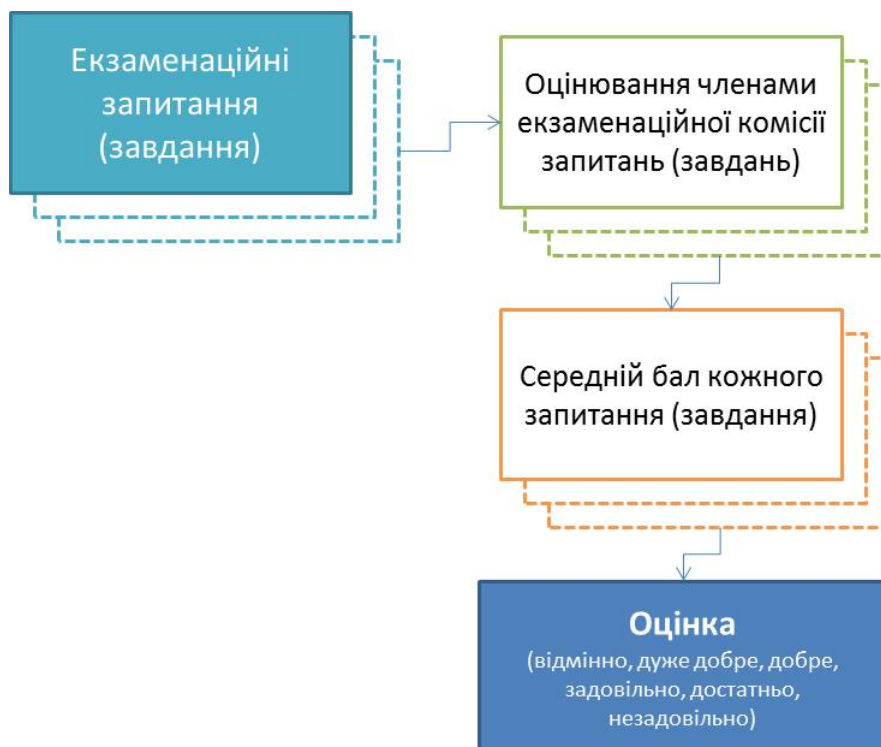 Екзаменаційні
запитання
(завдання)
Оцінювання членами
екзаменаційної комісії
запитань (завдань)
Середній бал кожного
запитання (завдання)
Оцінка
(відмінно, дуже добре, добре,
задовільно, достатньо,
незадовільно)